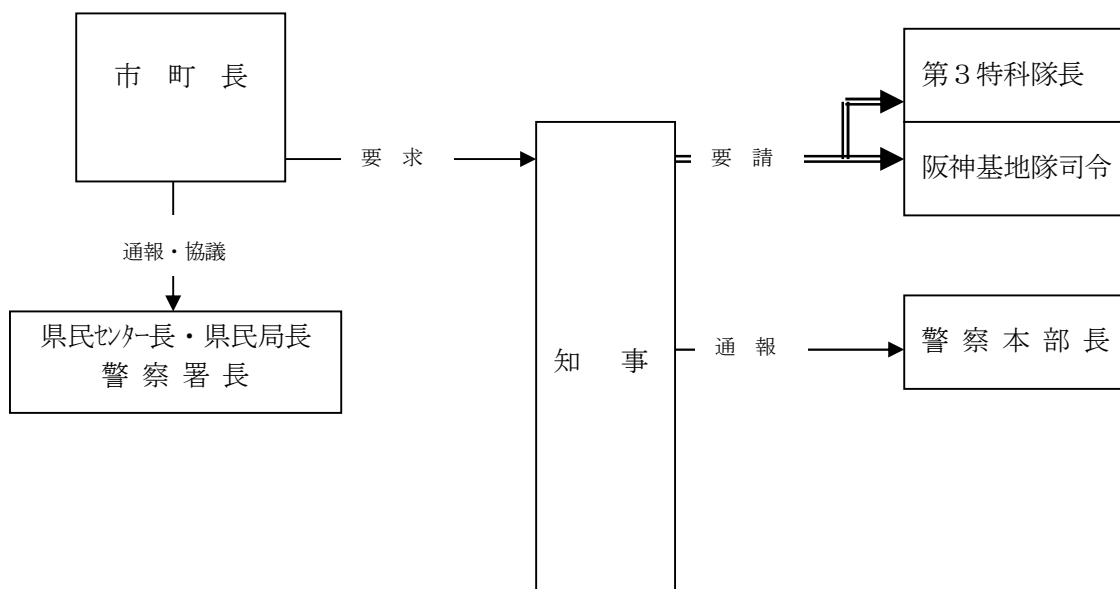 市 町 長
要 求
通報・協議
県民ｾﾝﾀｰ長・県民局長
警 察 署 長
知 事
要 請
第３特科隊長
阪神基地隊司令
通 報
警 察 本 部 長